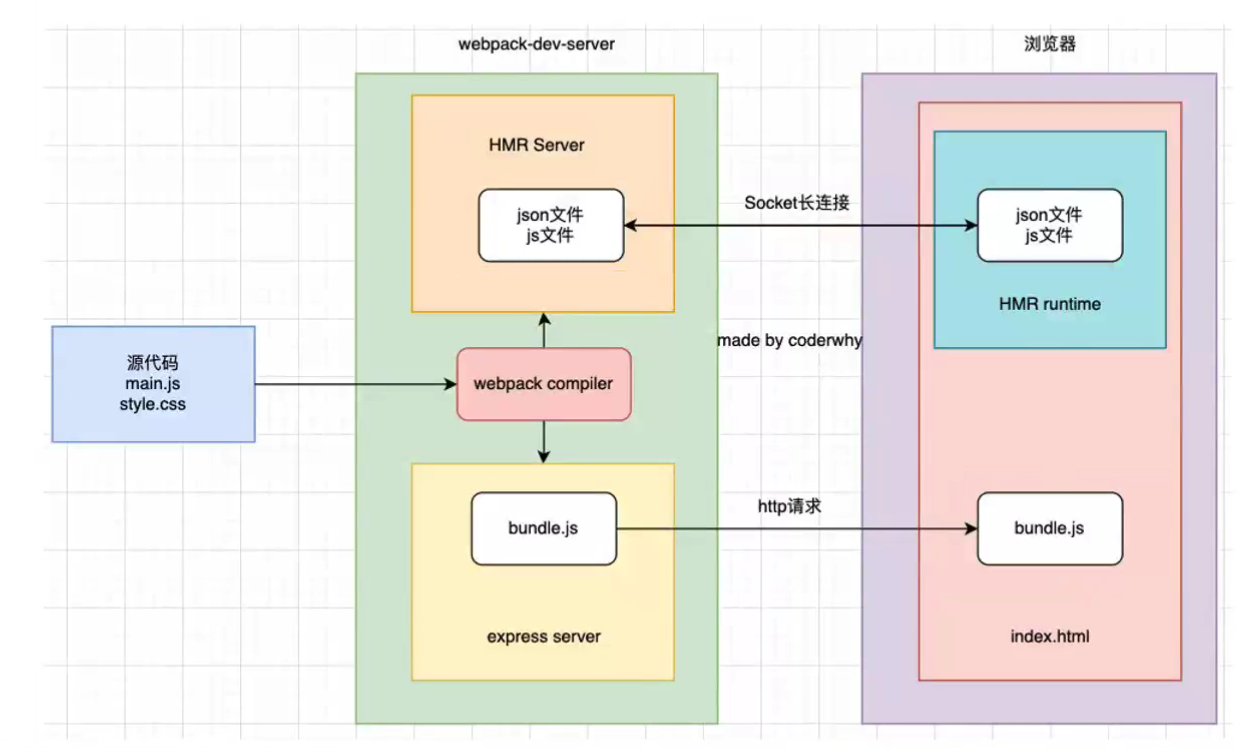 webpack-dev-server
浏览器
HMR Server
json文件
js文件
Socket长连接
json文件
js文件
HMR runtime
made by coderwhy
源代码
main.js
style.css
webpack compiler
bundle.js
http请求
bundle.js
express server
index.html